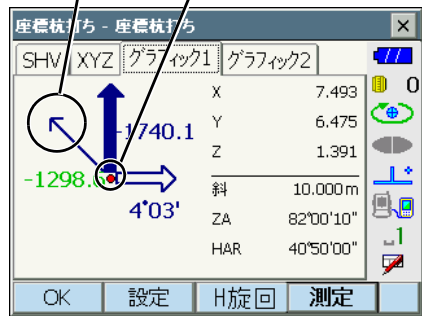 座標杭打ち - 座標杭打ち
SHV XYZ グラフィック1 グラフィック2
X 7.493
Y 6.475
Z 1.391
斜 10.000m
ZA 82°00'10"
HAR 40°50'00"
-1740.1
-1298.6
4°03'
0
1
OK 設定 H旋回 測定